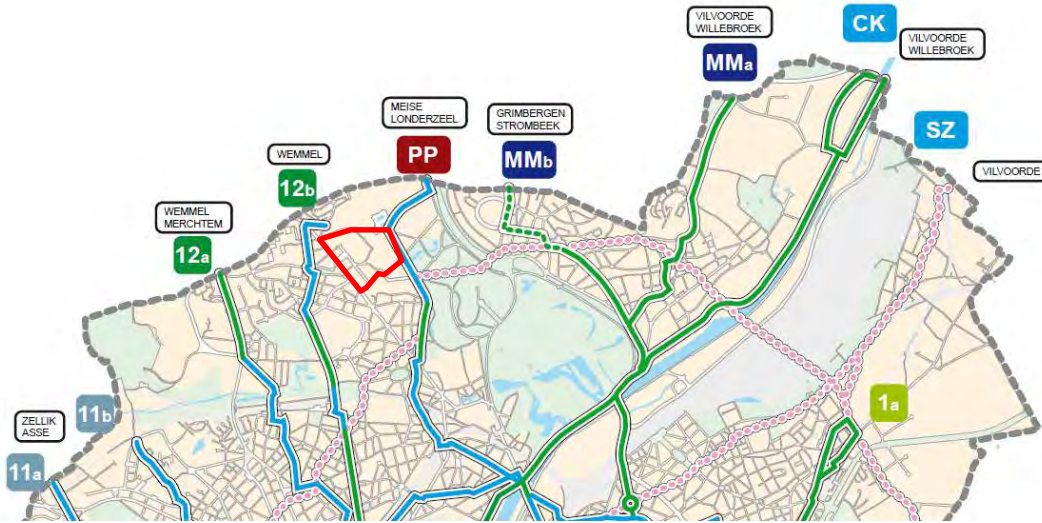 VILVOORDE
WILLEBROEK
CK
VILVOORDE
WILLEBROEK
MMa
MEISE
LONDERZEEL
GRIMBERGEN
STROMBEEK
SZ
WEMMEL
PP
MMb
VILVOORDE
12b
WEMMEL
MERCHTEM
12a
1a
11b
ZELLIK
ASSE
11a